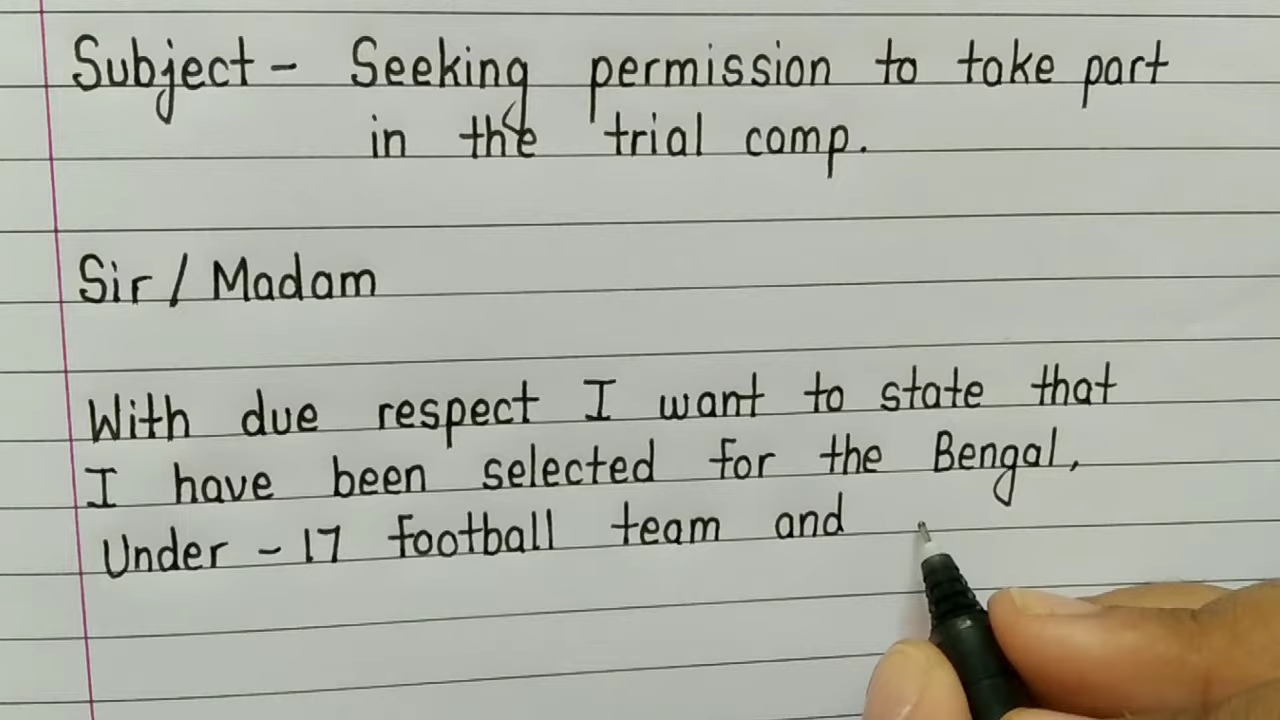 Subject - Seeking permission to take part
in the trial camp.
Sir / Madam
With due respect I want to state that
I have been selected for the Bengal,
Under - 17 football team and